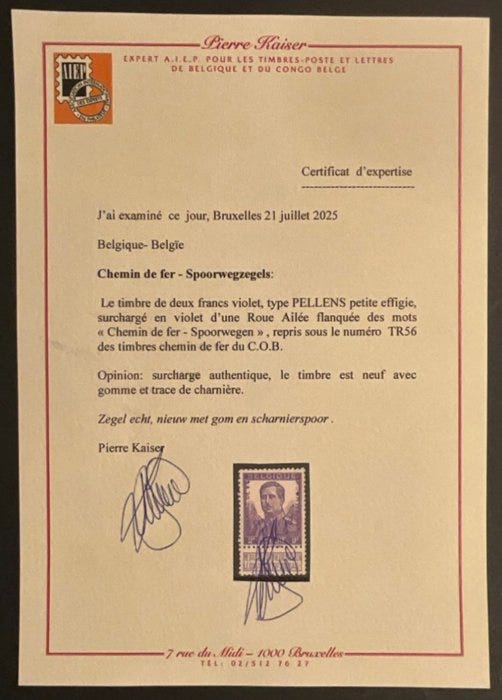 Pierre Kaiser
EXPERT A.I.E.P. POUR LES TIMBRES-POSTE ET LETTRES
DE BELGIQUE ET DU CONGO BELGE
AIEP
Certificat d'expertise
J'ai examiné ce jour, Bruxelles 21 juillet 2025
Belgique- Belgïe
Chemin de fer - Spoorwegzegels:
Le timbre de deux francs violet, type PELLENS petite effigie,
surchargé en violet d'une Roue Ailée flanquée des mots
« Chemin de fer - Spoorwegen » , repris sous le numéro TR56
des timbres chemin de fer du C.O.B.
Opinion: surcharge authentique, le timbre est neuf avec
gomme et trace de charnière.
Zegel echt, nieuw met gom en scharnierspoor .
Pierre Kaiser
BELGIQUE
7 rue du Midi - 1000 Bruxelles
TÉL: 02/512 76 27